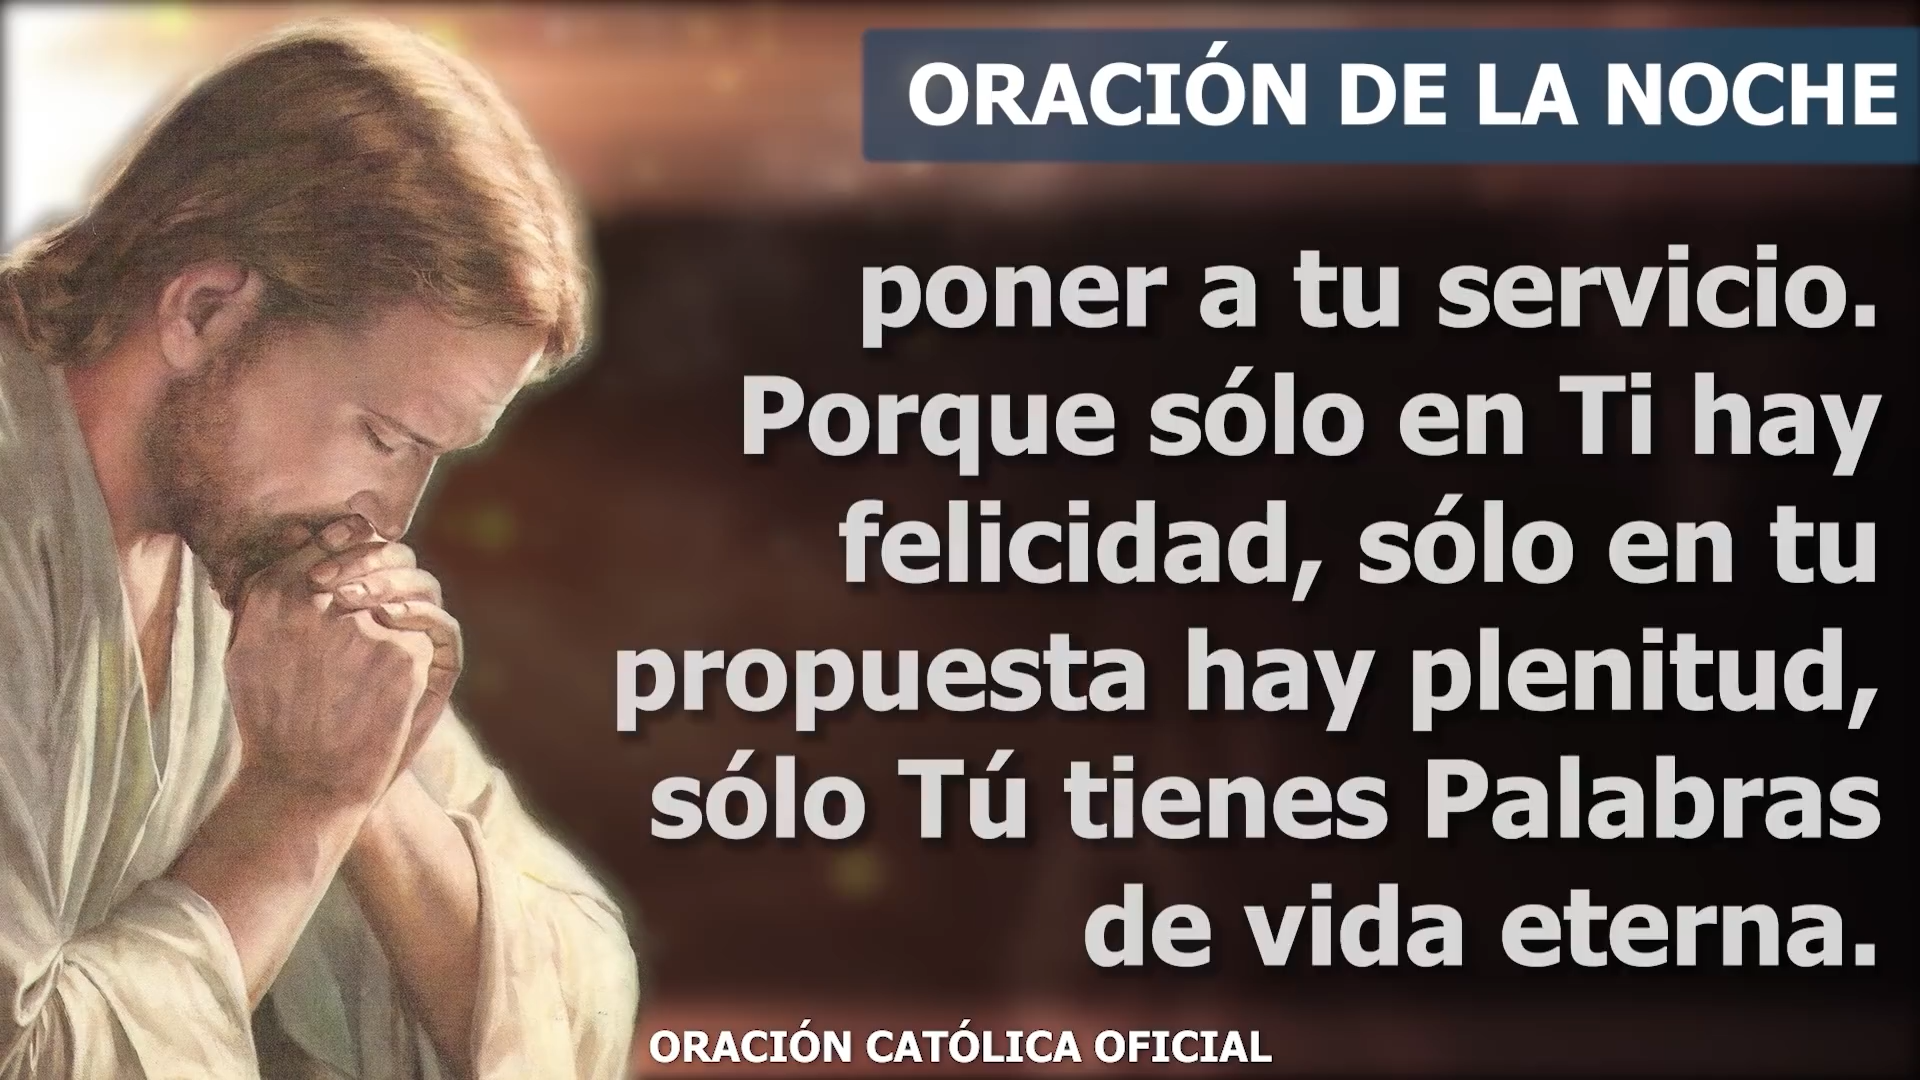 ORACIÓN DE LA NOCHE
poner a tu servicio.
Porque sólo en Ti hay
felicidad, sólo en tu
propuesta hay plenitud,
sólo Tú tienes Palabras
de vida eterna.
ORACIÓN CATÓLICA OFICIAL